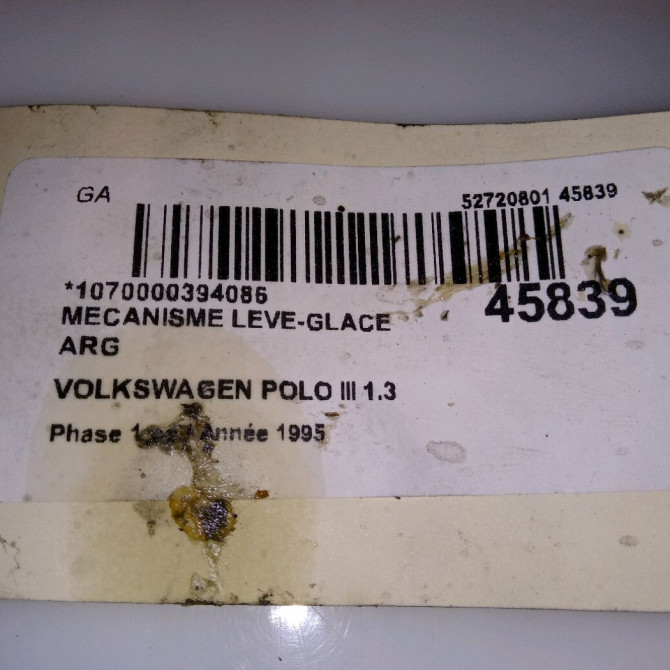 GA
52720801 45839
*1070000394086
45839
MECANISME LEVE-GLACE
ARG
VOLKSWAGEN POLO III 1.3
Phase 1 Année 1995